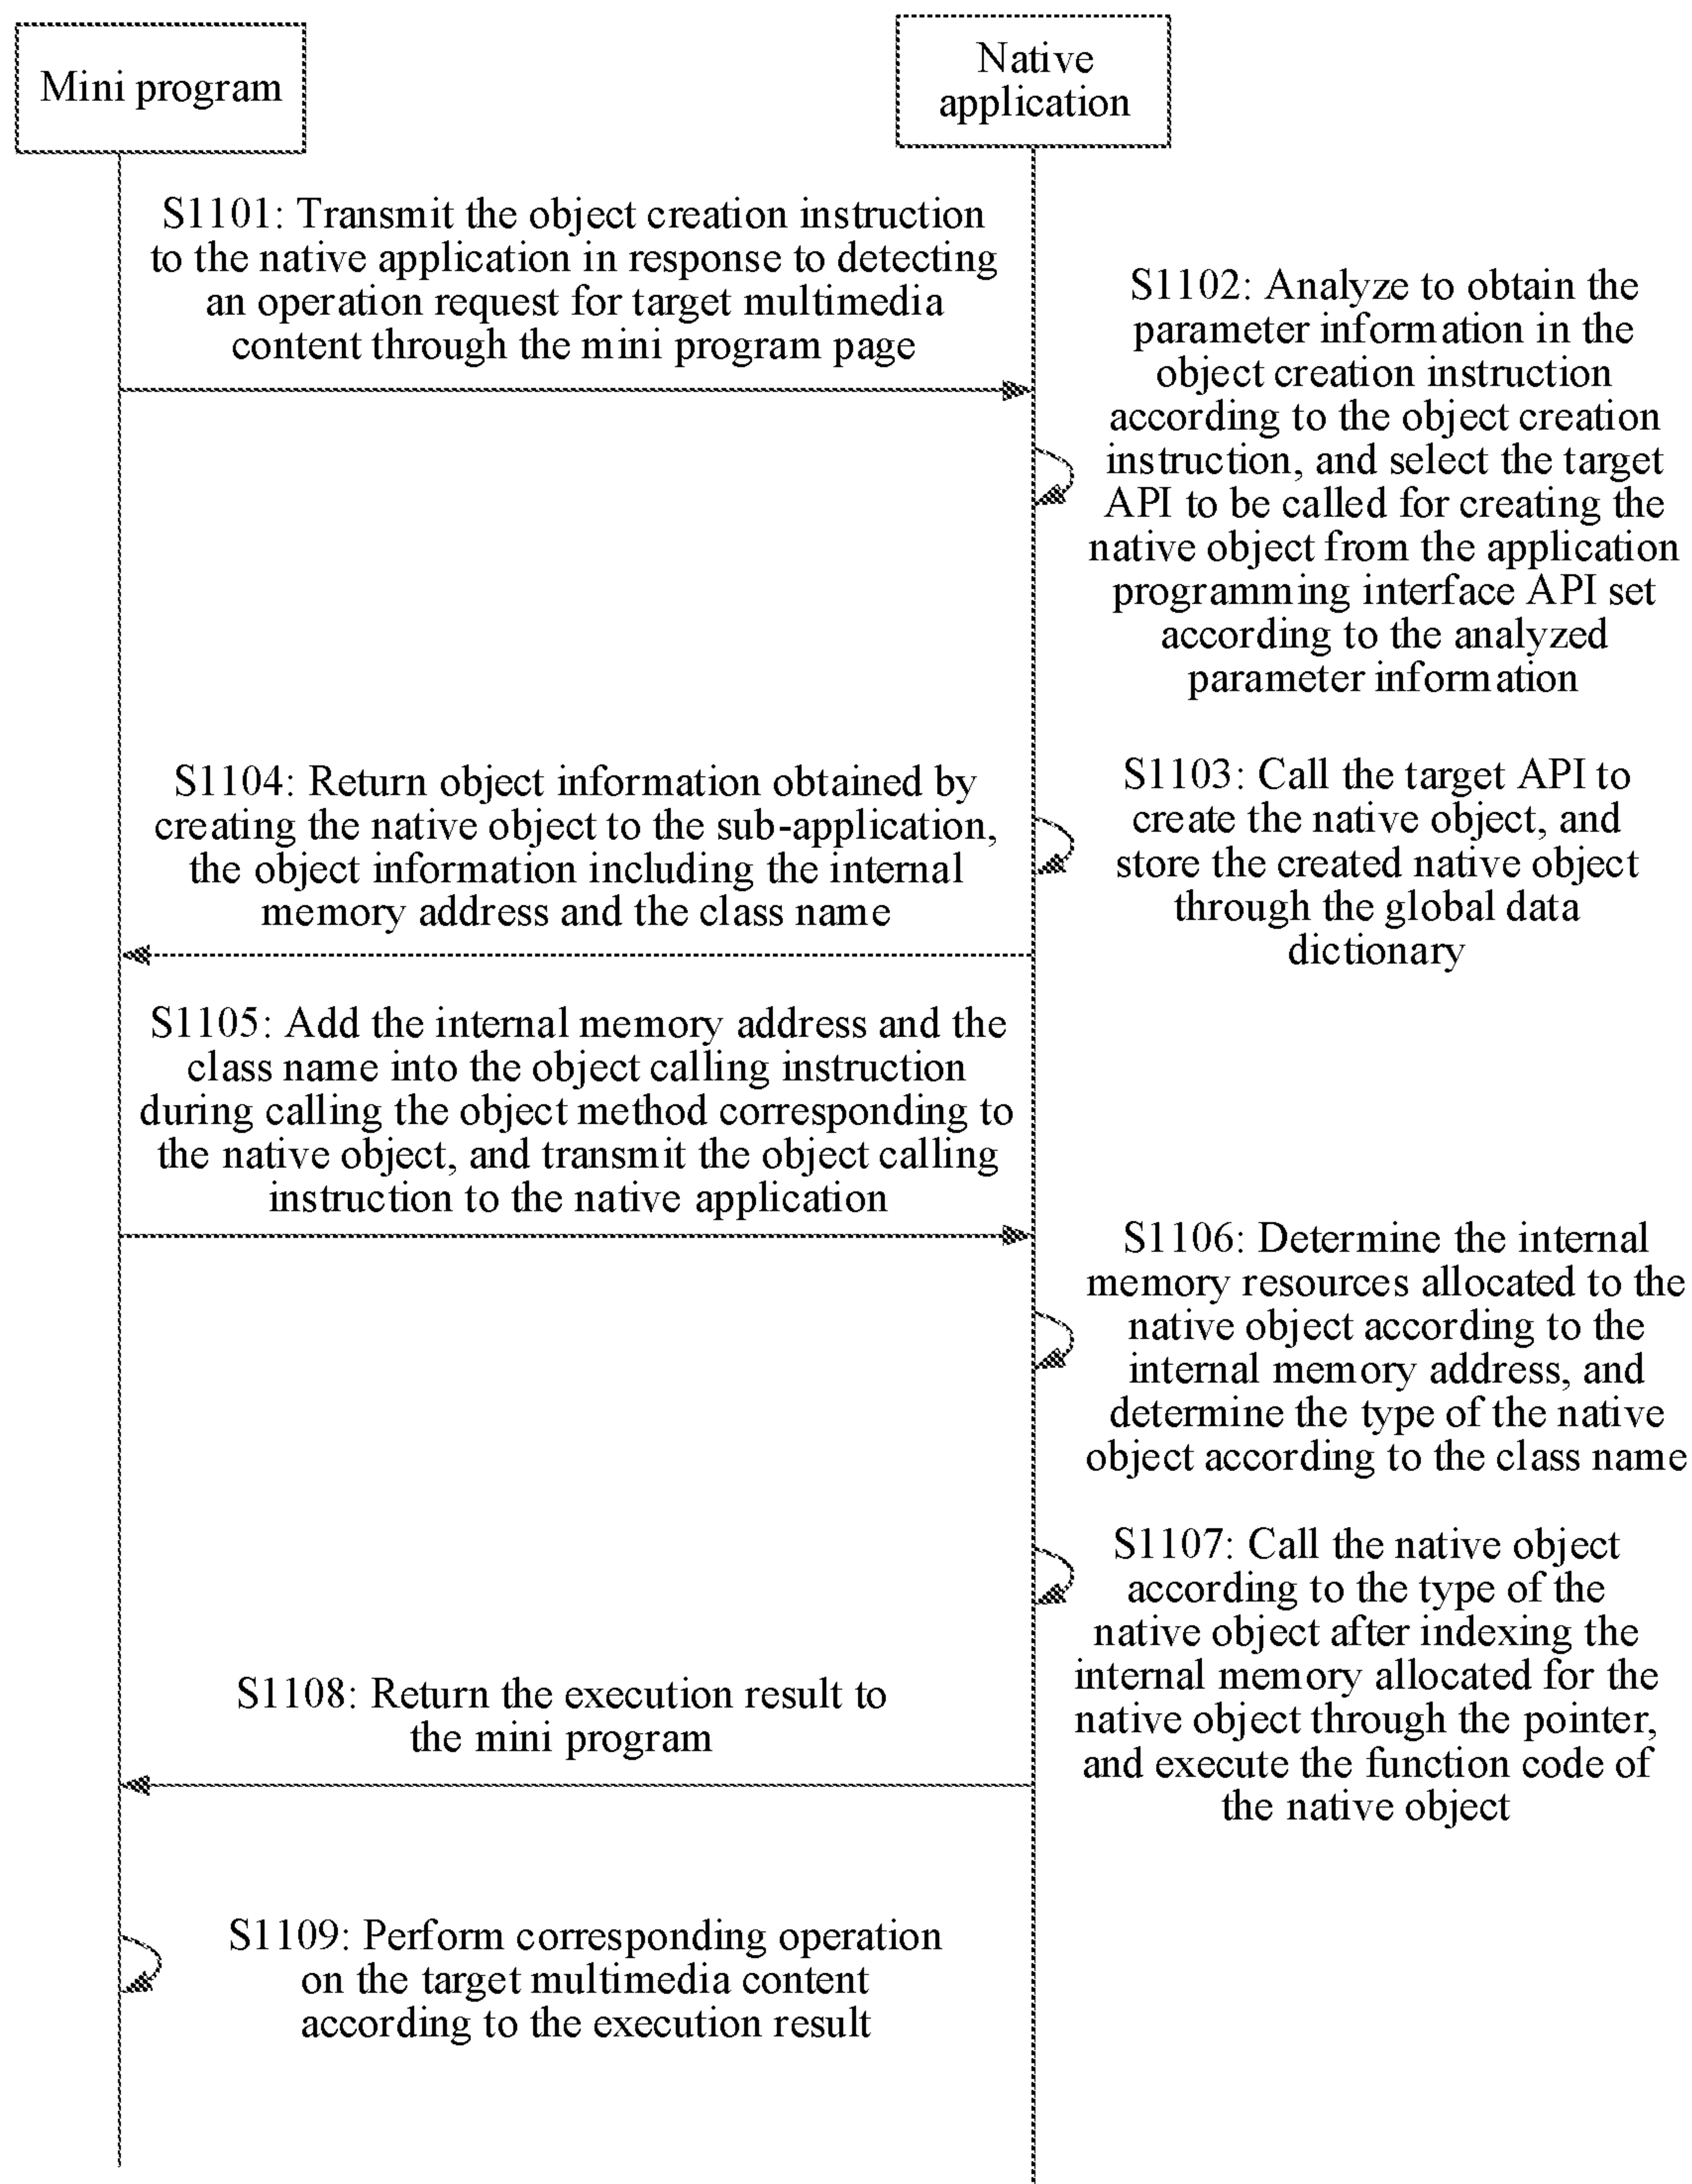 Mini program
Native
application
S1101: Transmit the object creation instruction
to the native application in response to detecting
an operation request for target multimedia
content through the mini program page
S1102: Analyze to obtain the
parameter information in the
object creation instruction
according to the object creation
instruction, and select the target
API to be called for creating the
native object from the application
programming interface API set
according to the analyzed
parameter information
S1103: Call the target API to
create the native object, and
store the created native object
through the global data
dictionary
S1104: Return object information obtained by
creating the native object to the sub-application,
the object information including the internal
memory address and the class name
S1105: Add the internal memory address and the
class name into the object calling instruction
during calling the object method corresponding to
the native object, and transmit the object calling
instruction to the native application
S1106: Determine the internal
memory resources allocated to the
native object according to the
internal memory address, and
determine the type of the native
object according to the class name
S1107: Call the native object
according to the type of the
native object after indexing the
internal memory allocated for the
native object through the pointer,
and execute the function code of
the native object
S1108: Return the execution result to
the mini program
S1109: Perform corresponding operation
on the target multimedia content
according to the execution result